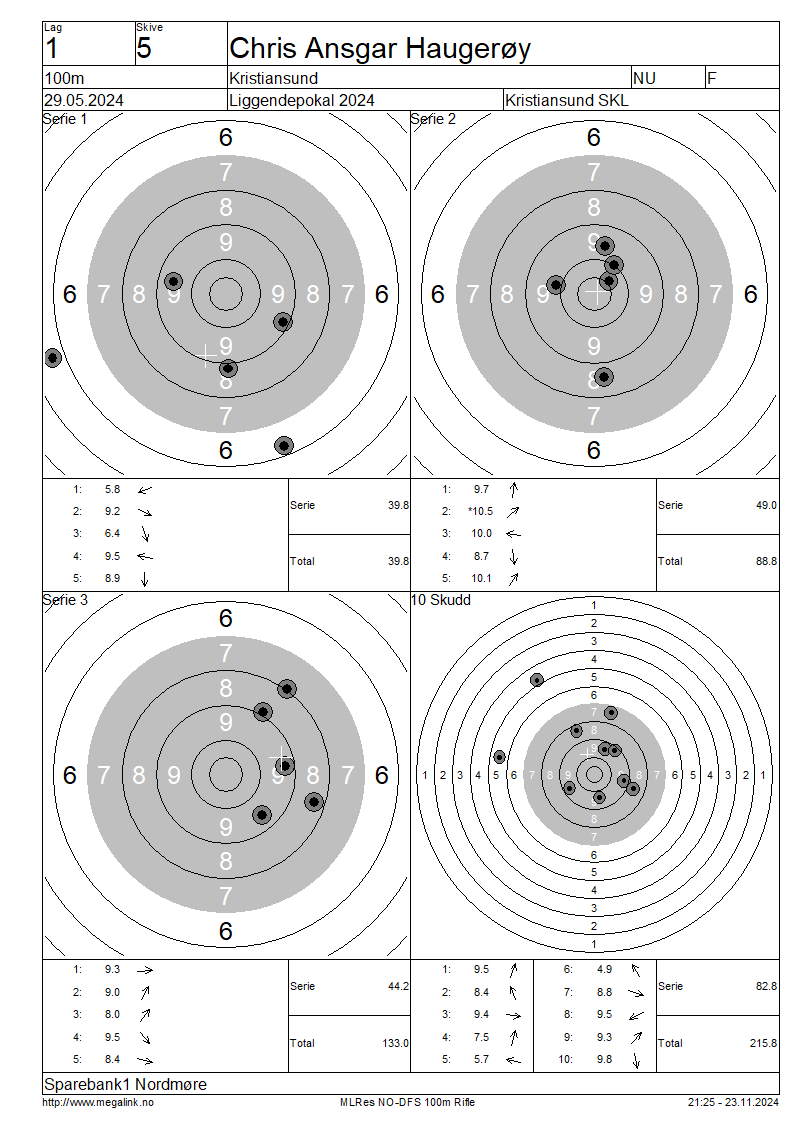 Lag
Skive
1
5
Chris Ansgar Haugerøy
100m
Kristiansund
NU
F
29.05.2024
Liggendepokal 2024
Kristiansund SKL
Serie 1
6
7
8
9
6 7 8 9 9 8 7 6
9
8
7
6
1: 5.8
2: 9.2
3: 6.4
4: 9.5
5: 8.9
Serie 39.8
Total 39.8
Serie 2
6
7
8
9
6 7 8 9 9 8 7 6
9
8
7
6
1: 9.7
2: *10.5
3: 10.0
4: 8.7
5: 10.1
Serie 49.0
Total 88.8
Serie 3
6
7
8
9
6 7 8 9 9 8 7 6
9
8
7
6
1: 9.3
2: 9.0
3: 8.0
4: 9.5
5: 8.4
Serie 44.2
Total 133.0
10 Skudd
1
2
3
4
5
6
7
8
9
1 2 3 4 5 6 7 8 9 9 8 7 6 5 4 3 2 1
9
8
7
6
5
4
3
2
1
1: 9.5
2: 8.4
3: 9.4
4: 7.5
5: 5.7
6: 4.9
7: 8.8
8: 9.5
9: 9.3
10: 9.8
Serie 82.8
Total 215.8
Sparebank1 Nordmøre
http://www.megalink.no
MLRes NO-DFS 100m Rifle
21:25 - 23.11.2024